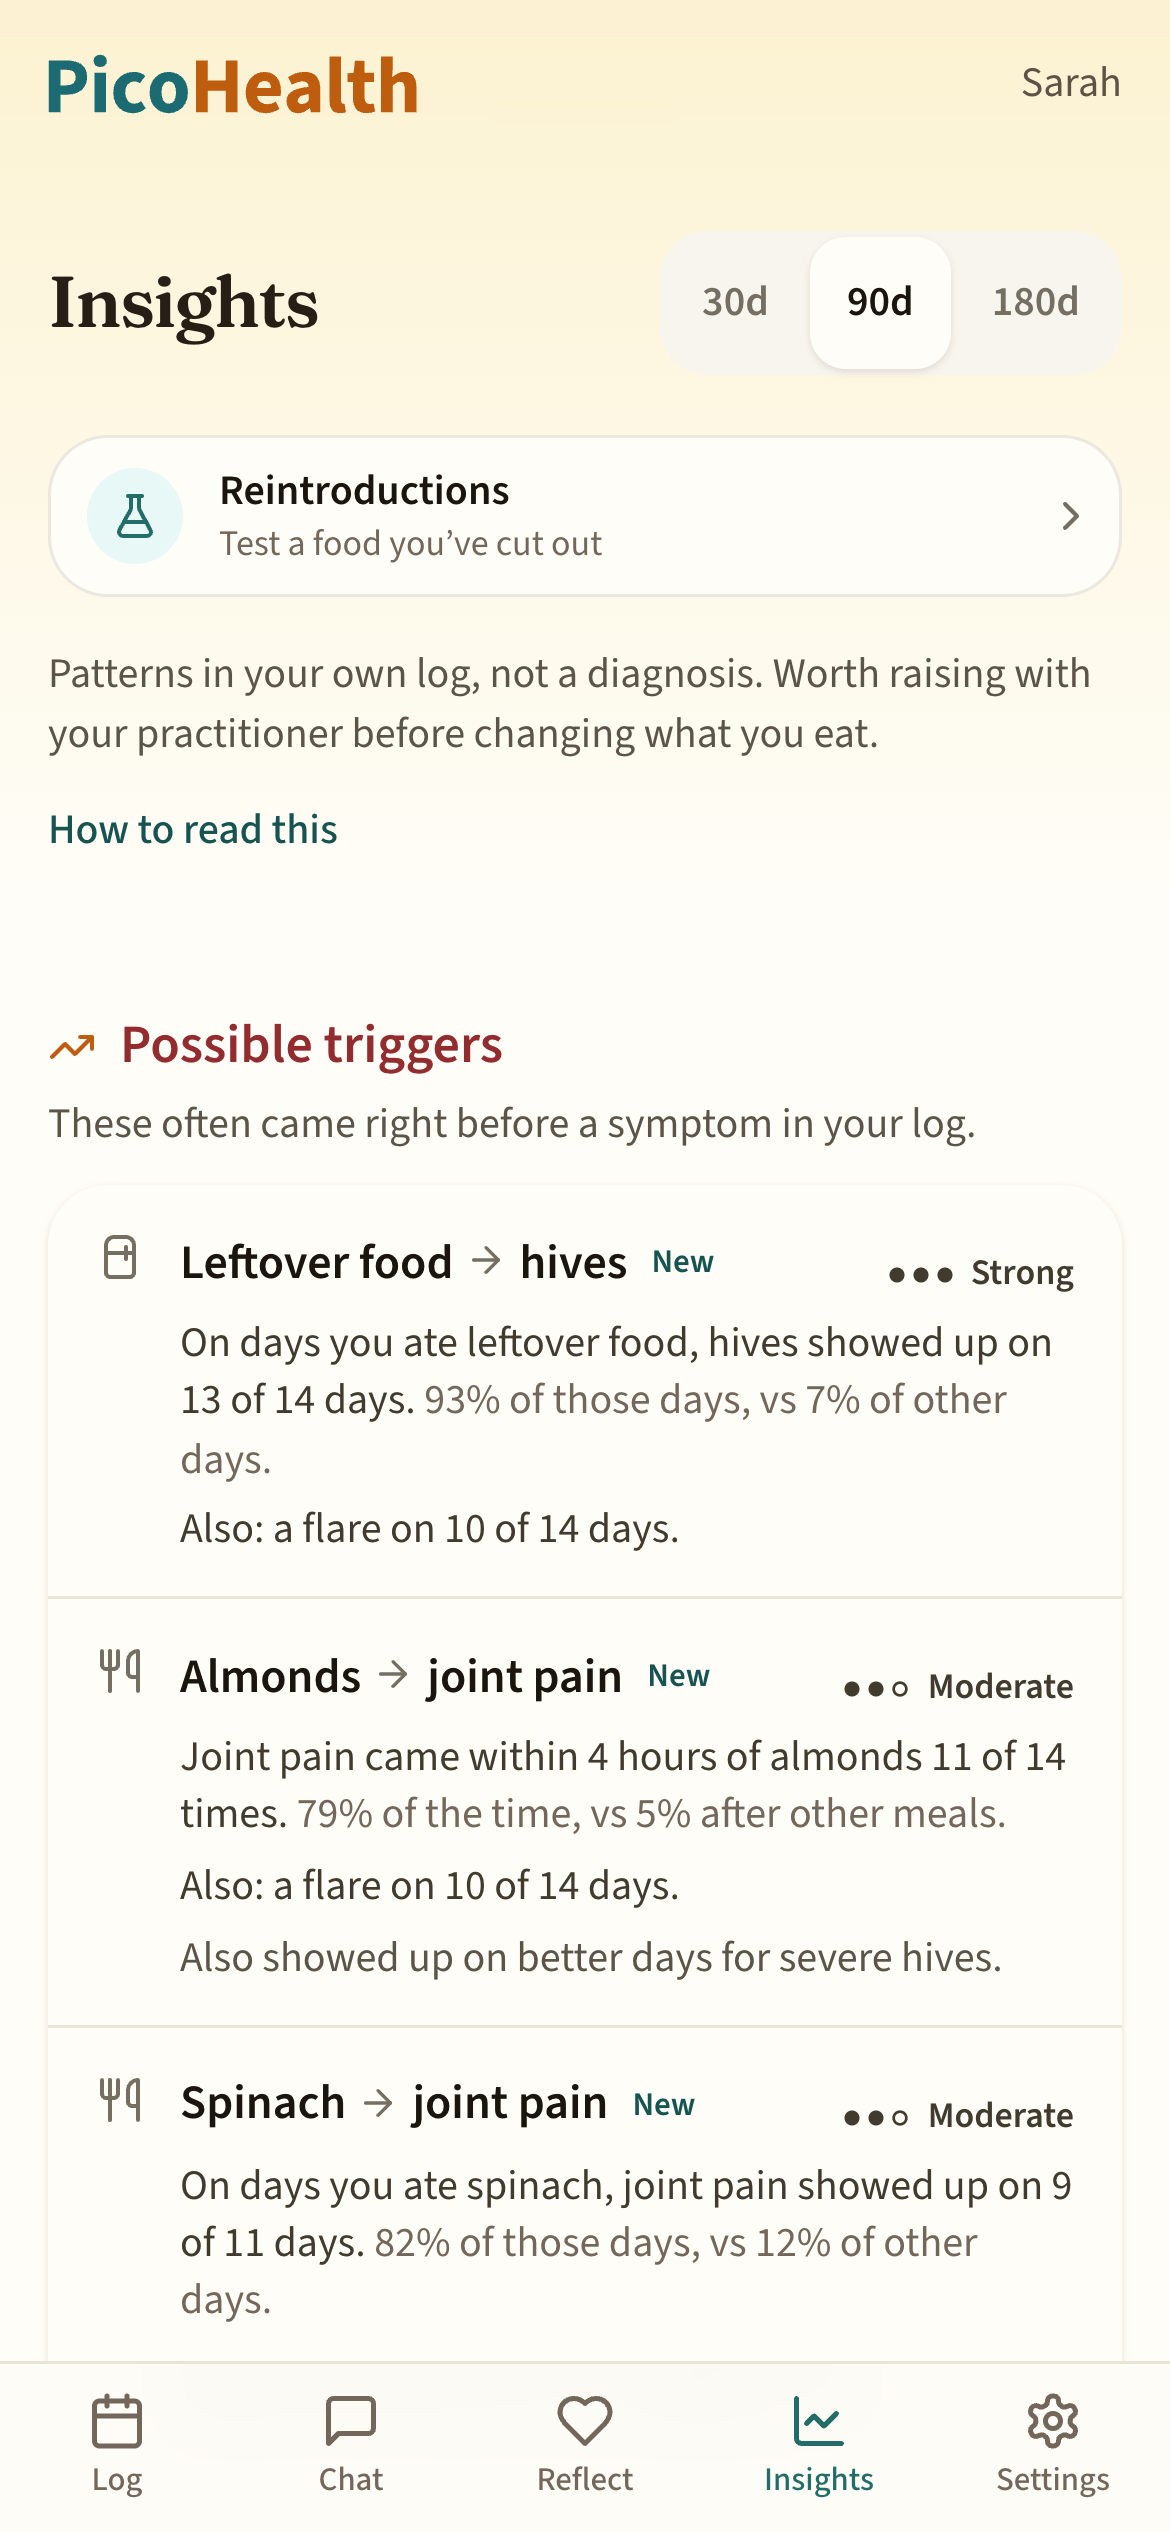 PicoHealth
Sarah
Insights
30d 90d 180d
Reintroductions
Test a food you’ve cut out
Patterns in your own log, not a diagnosis. Worth raising with
your practitioner before changing what you eat.
How to read this
Possible triggers
These often came right before a symptom in your log.
Leftover food → hives New ●●● Strong
On days you ate leftover food, hives showed up on
13 of 14 days. 93% of those days, vs 7% of other
days.
Also: a flare on 10 of 14 days.
Almonds → joint pain New ●●○ Moderate
Joint pain came within 4 hours of almonds 11 of 14
times. 79% of the time, vs 5% after other meals.
Also: a flare on 10 of 14 days.
Also showed up on better days for severe hives.
Spinach → joint pain New ●●○ Moderate
On days you ate spinach, joint pain showed up on 9
of 11 days. 82% of those days, vs 12% of other
days.
Log Chat Reflect Insights Settings